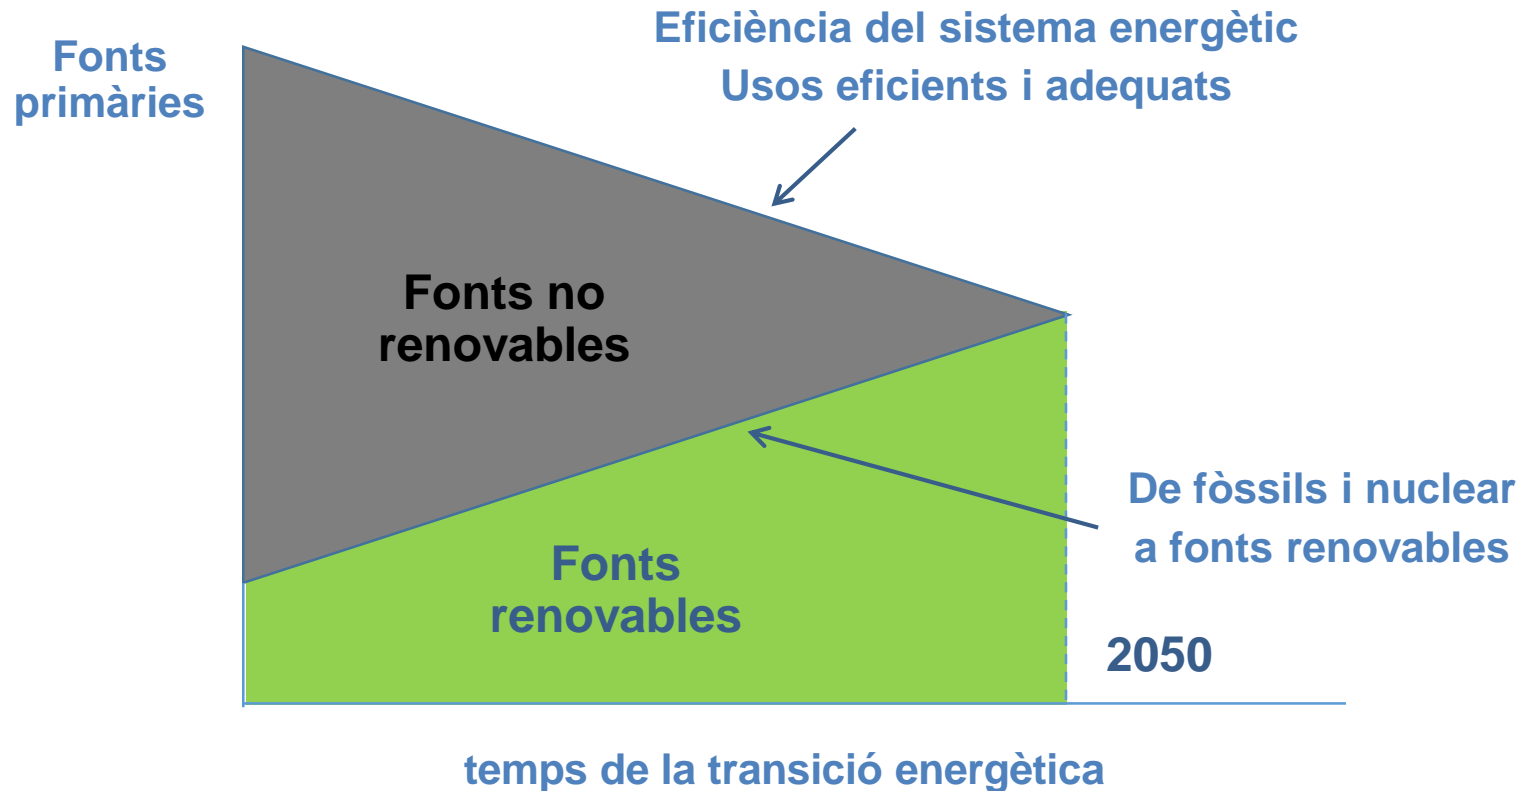 Eficiència del sistema energètic
Usos eficients i adequats
Fonts
primàries
Fonts no
renovables
De fòssils i nuclear
a fonts renovables
Fonts
renovables
2050
temps de la transició energètica